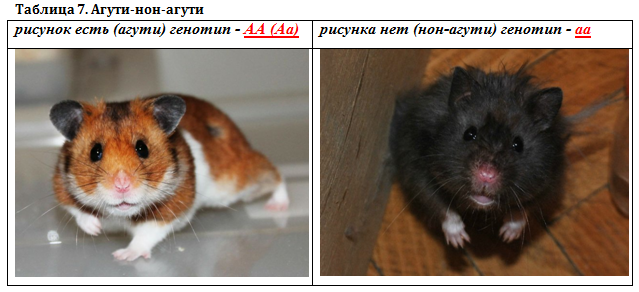 Таблица 7. Агути-нон-агути
рисунок есть (агути) генотип - АА (Аа)
рисунка нет (нон-агути) генотип - аа